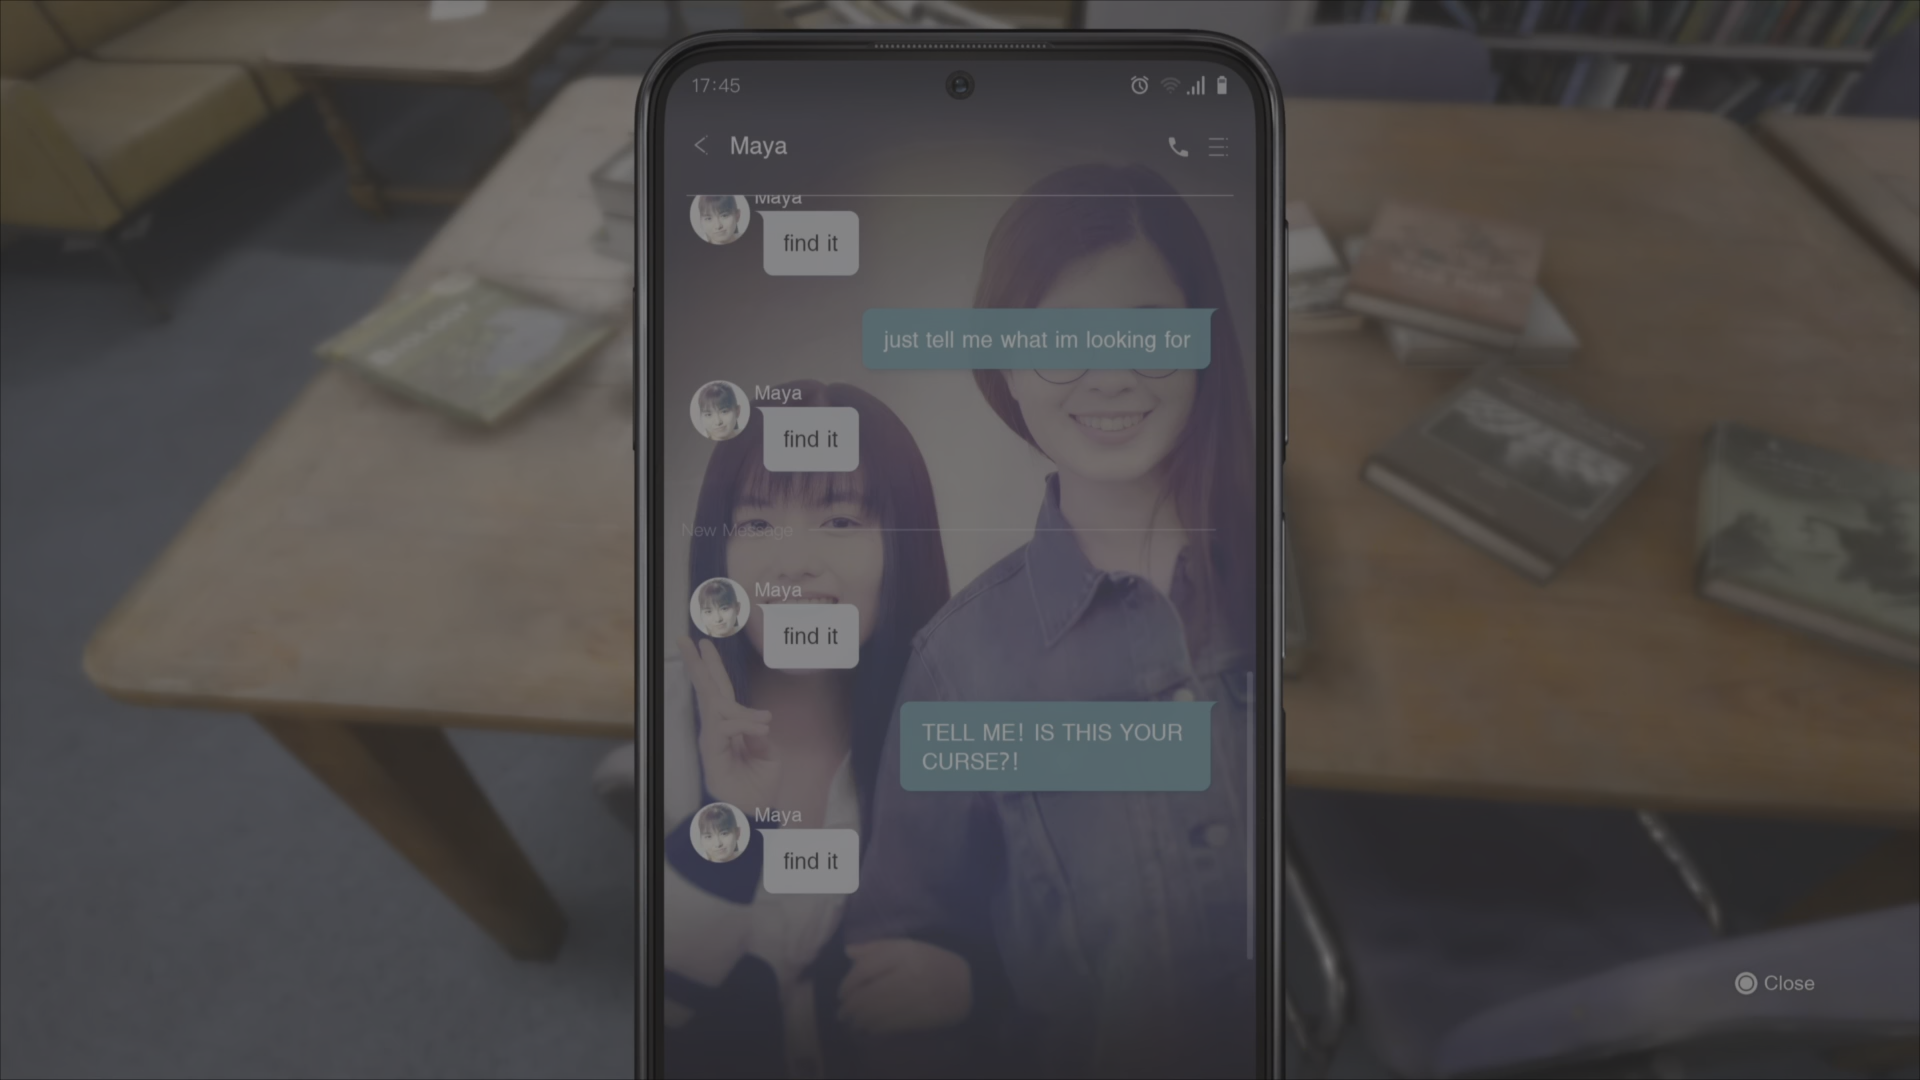 17:45
Maya
Maya
find it
just tell me what im looking for
Maya
find it
New Message
Maya
find it
TELL ME! IS THIS YOUR
CURSE?!
Maya
find it
Close